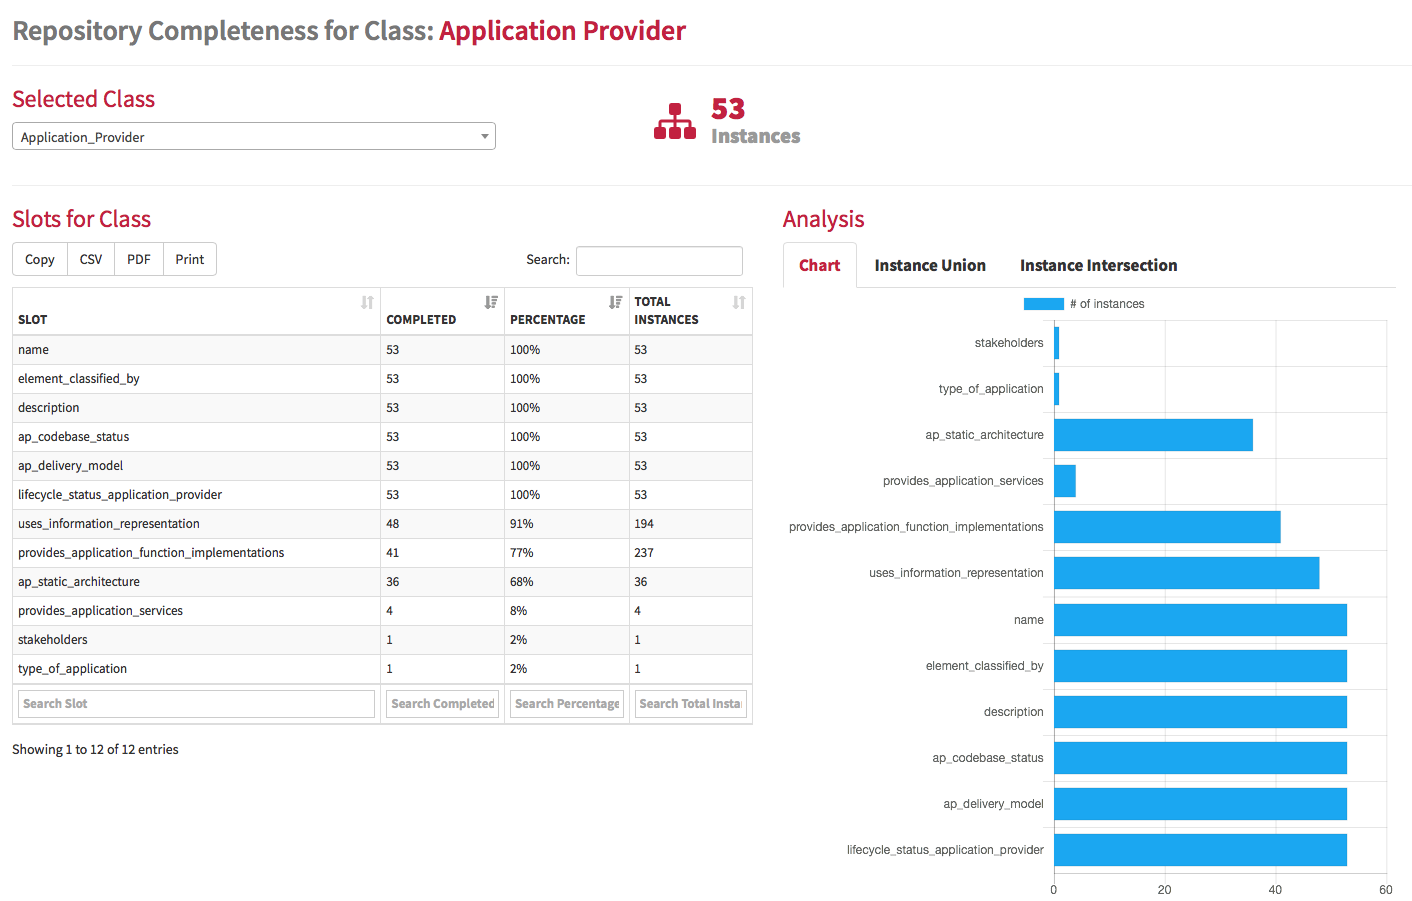 Repository Completeness for Class: Application Provider
Selected Class
Application_Provider
53
Instances
Slots for Class
Copy CSV PDF Print
Search:
SLOT COMPLETED PERCENTAGE TOTAL INSTANCES
name 53 100% 53
element_classified_by 53 100% 53
description 53 100% 53
ap_codebase_status 53 100% 53
ap_delivery_model 53 100% 53
lifecycle_status_application_provider 53 100% 53
uses_information_representation 48 91% 194
provides_application_function_implementations 41 77% 237
ap_static_architecture 36 68% 36
provides_application_services 4 8% 4
stakeholders 1 2% 1
type_of_application 1 2% 1
Search Slot Search Completed Search Percentage Search Total Insta
Showing 1 to 12 of 12 entries
Analysis
Chart Instance Union Instance Intersection
# of instances
stakeholders
type_of_application
ap_static_architecture
provides_application_services
provides_application_function_implementations
uses_information_representation
name
element_classified_by
description
ap_codebase_status
ap_delivery_model
lifecycle_status_application_provider
0 20 40 60